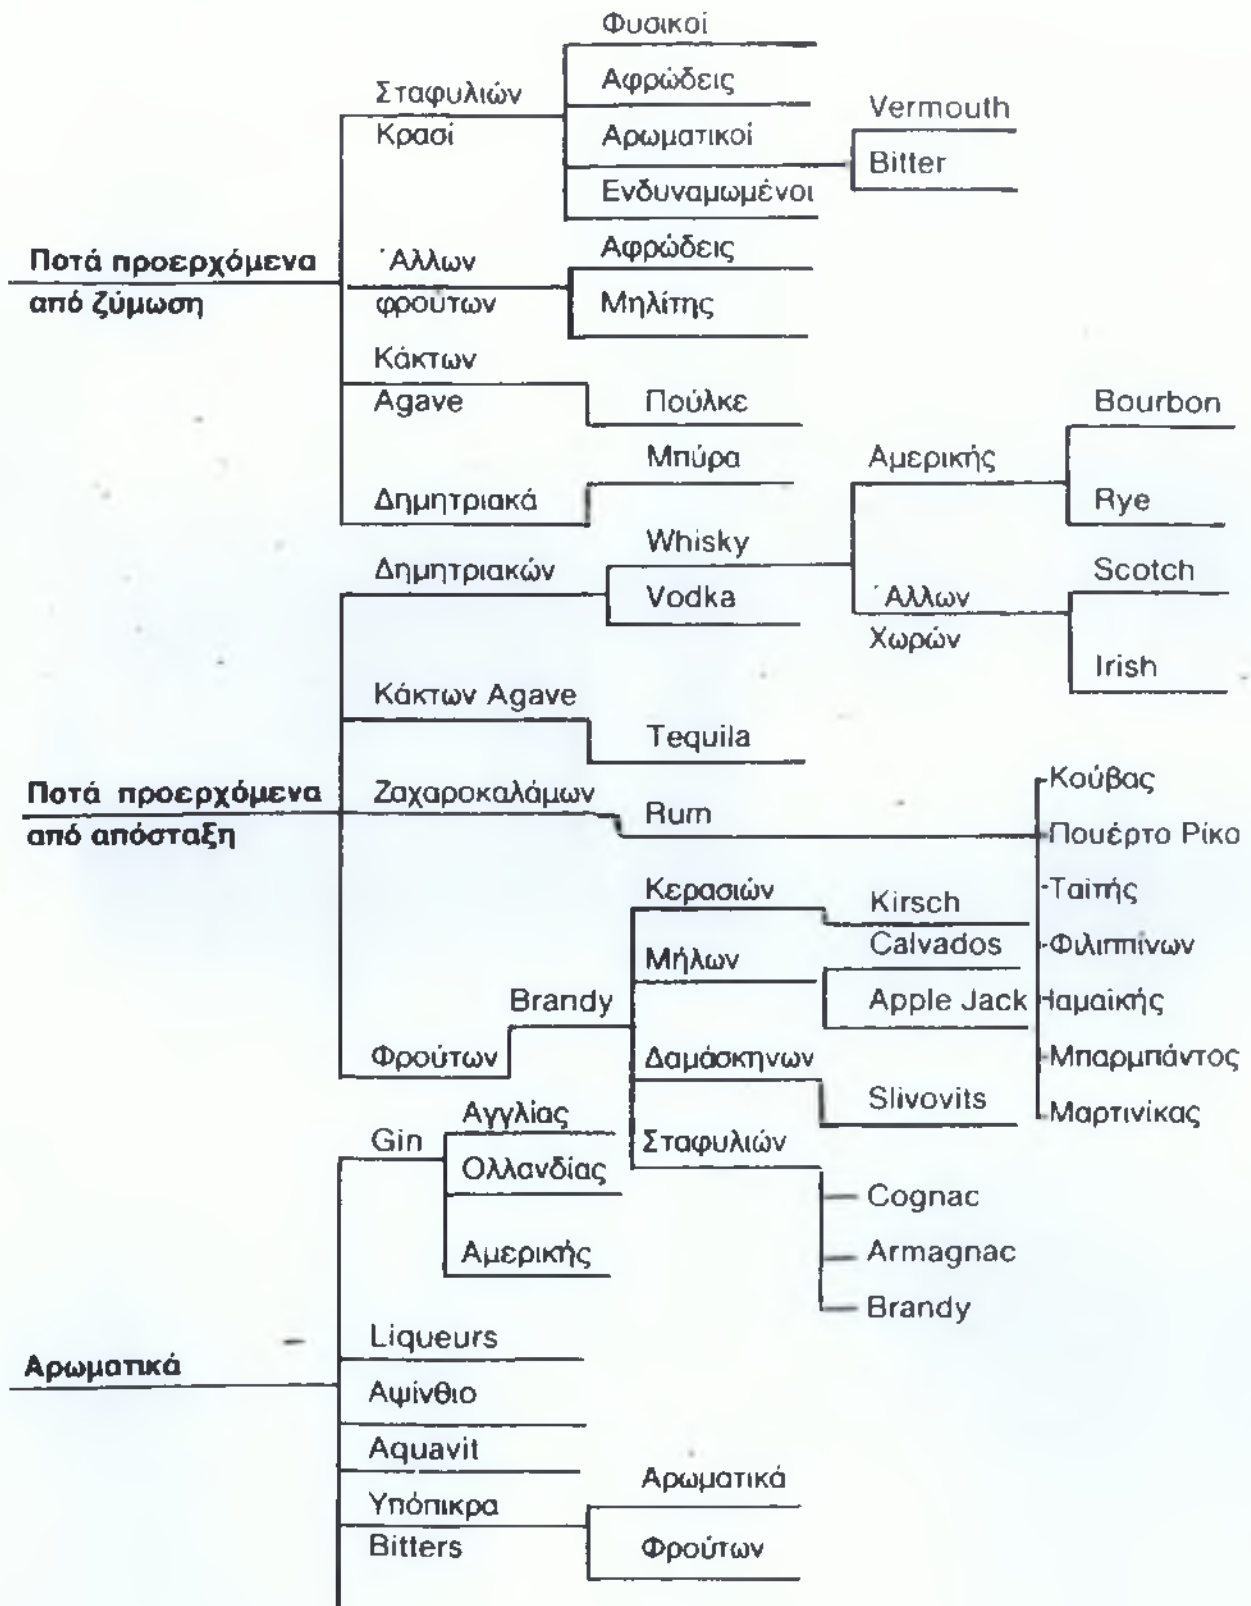 Φυσικοί
Σταφυλιών
Κρασί
Αφρώδεις
Αρωματικοί
Ενδυναμωμένοι
Vermouth
Bitter
Ποτά προερχόμενα
από ζύμωση
Άλλων
φρούτων
Αφρώδεις
Μηλίτης
Κάκτων
Agave
Πούλκε
Δημητριακά
Μπύρα
Ποτά προερχόμενα
από απόσταξη
Δημητριακών
Whisky
Vodka
Αμερικής
Bourbon
Rye
Άλλων
Χωρών
Scotch
Irish
Κάκτων Agave
Tequila
Ζαχαροκαλάμων
Rum
Κούβας
Πουέρτο Ρίκο
Ταϊτής
Φιλιππίνων
Ιαμαϊκής
Μπαρμπάντος
Μαρτινίκας
Φρούτων
Brandy
Κερασιών
Kirsch
Μήλων
Calvados
Apple Jack
Δαμάσκηνων
Slivovits
Σταφυλιών
Cognac
Armagnac
Brandy
Αρωματικά
Gin
Αγγλίας
Ολλανδίας
Αμερικής
Liqueurs
Αψίνθιο
Aquavit
Υπόπικρα
Bitters
Αρωματικά
Φρούτων